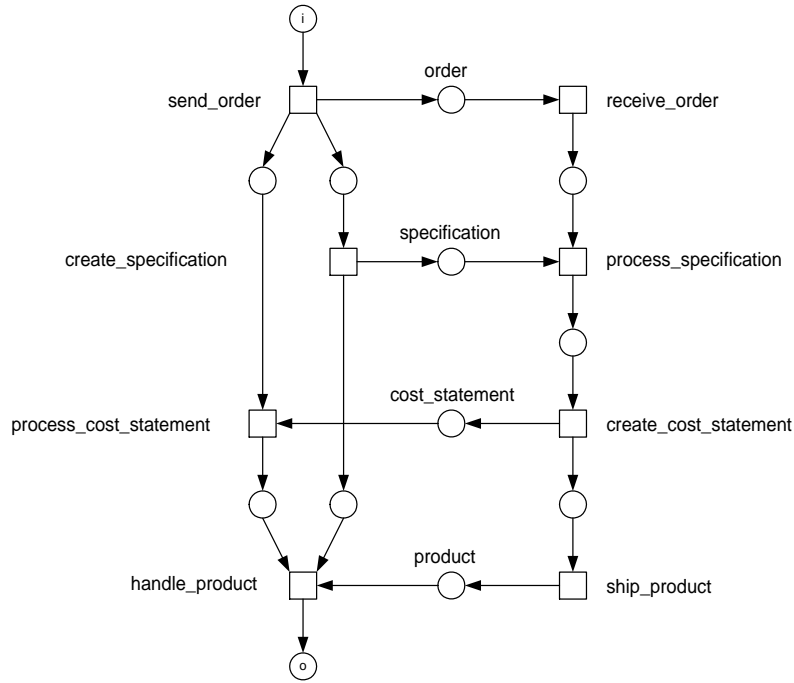 i
order
send_order
receive_order
specification
create_specification
process_specification
cost_statement
process_cost_statement
create_cost_statement
product
handle_product
ship_product
o